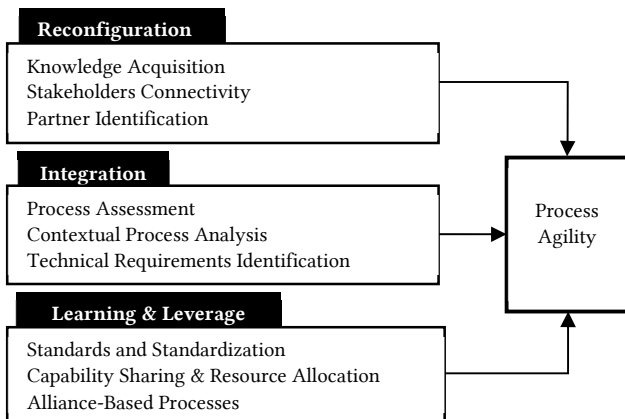 Reconfiguration
Knowledge Acquisition
Stakeholders Connectivity
Partner Identification
Integration
Process Assessment
Contextual Process Analysis
Technical Requirements Identification
Process
Agility
Learning & Leverage
Standards and Standardization
Capability Sharing & Resource Allocation
Alliance-Based Processes